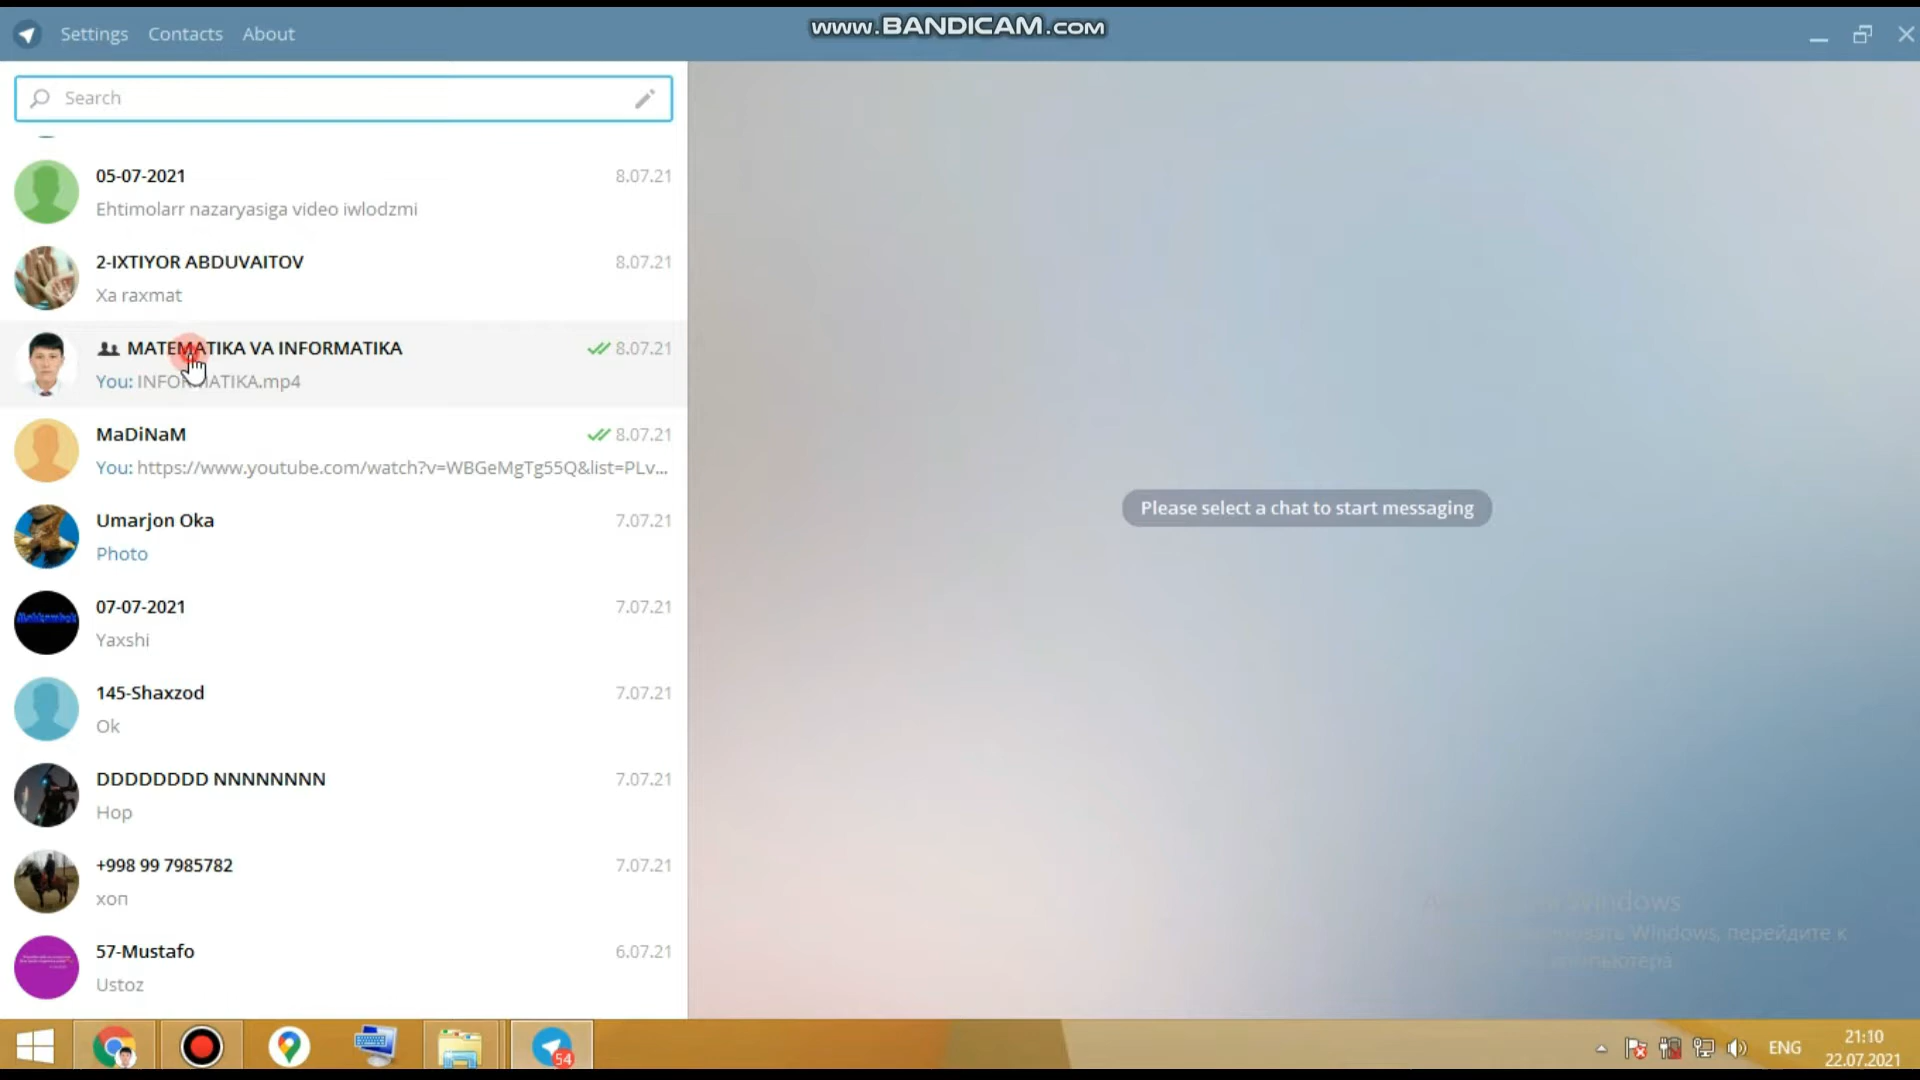 www.BANDICAM.com
Settings Contacts About
Search
05-07-2021 8.07.21
Ehtimolarr nazaryasiga video iwlodzmi
2-IXTIYOR ABDUVAITOV 8.07.21
Xa raxmat
MATEMATIKA VA INFORMATIKA 8.07.21
You: INFORMATIKA.mp4
MaDiNaM 8.07.21
You: https://www.youtube.com/watch?v=WBGeMgTg55Q&list=PLv...
Umarjon Oka 7.07.21
Photo
07-07-2021 7.07.21
Yaxshi
145-Shaxzod 7.07.21
Ok
DDDDDDDD NNNNNNNN 7.07.21
Hop
+998 99 7985782 7.07.21
хоп
57-Mustafo 6.07.21
Ustoz
Please select a chat to start messaging
Windows
Windows, перейдите к
компьютера
54
ENG
21:10
22.07.2021